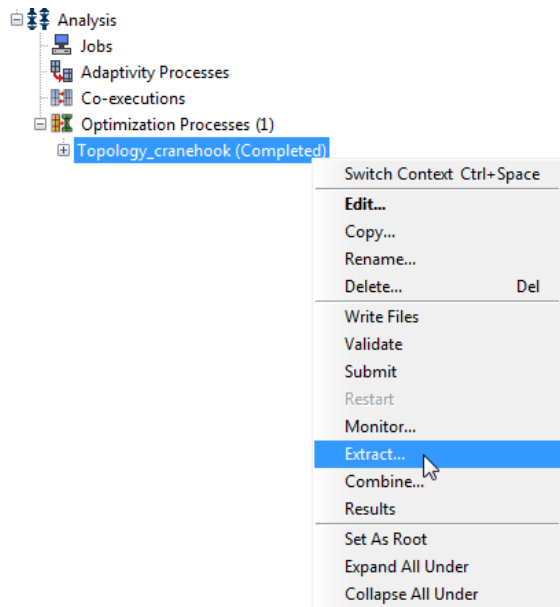 Analysis
Jobs
Adaptivity Processes
Co-executions
Optimization Processes (1)
Topology_cranehook (Completed)
Switch Context Ctrl+Space
Edit...
Copy...
Rename...
Delete... Del
Write Files
Validate
Submit
Restart
Monitor...
Extract...
Combine...
Results
Set As Root
Expand All Under
Collapse All Under